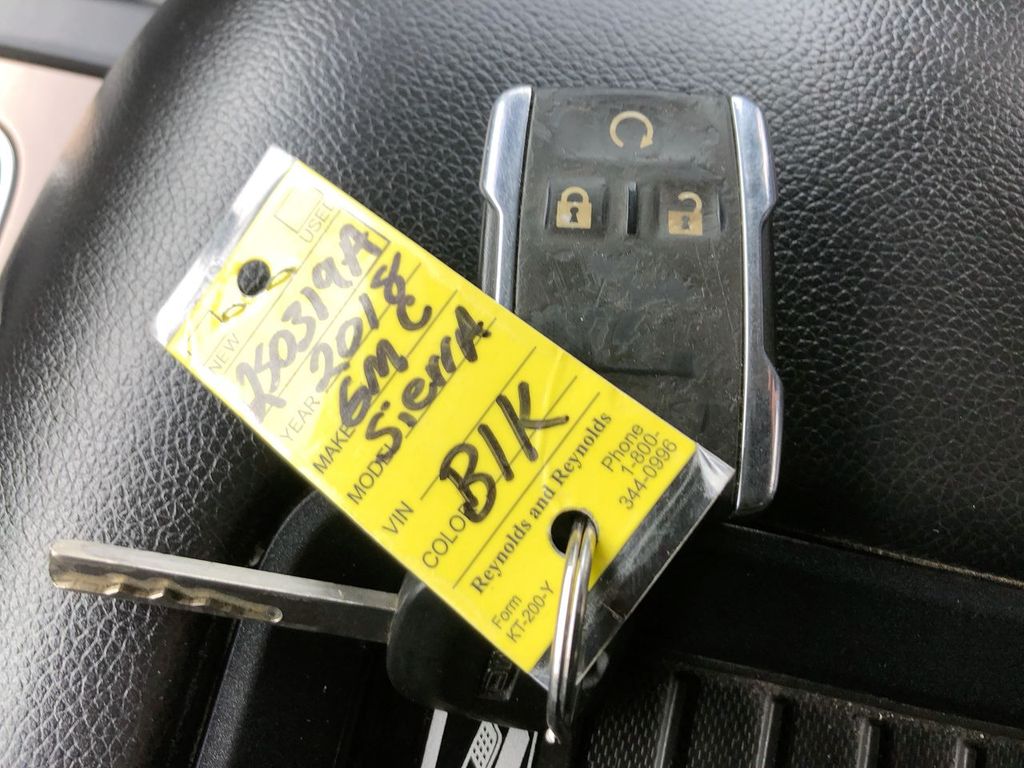 USED
NEW
250319A
YEAR 2018
MAKE GMC
MODEL SierrA
VIN
COLOR Blk
Reynolds and Reynolds
Form
KT-200-Y
Phone
1-800-
344-0996